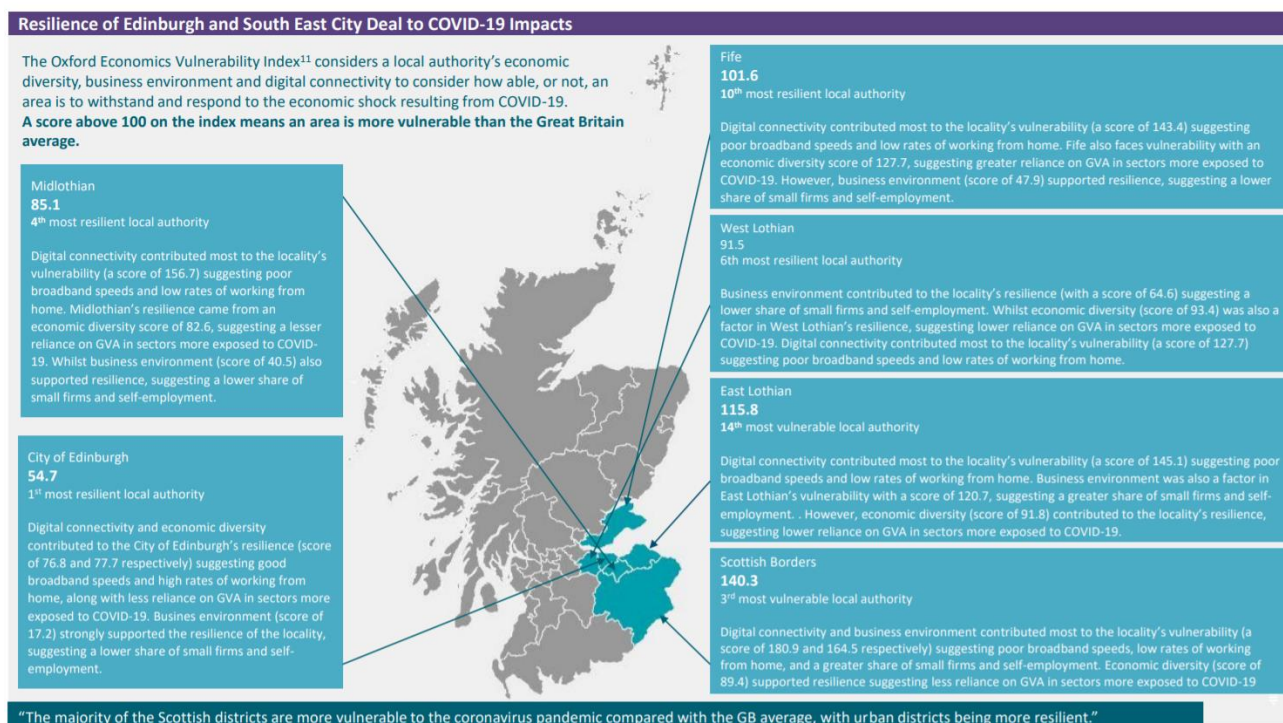 Resilience of Edinburgh and South East City Deal to COVID-19 Impacts
The Oxford Economics Vulnerability Index11 considers a local authority's economic
diversity, business environment and digital connectivity to consider how able, or not, an
area is to withstand and respond to the economic shock resulting from COVID-19.
A score above 100 on the index means an area is more vulnerable than the Great Britain
average.
Midlothian
85.1
4th most resilient local authority
Digital connectivity contributed most to the locality's
vulnerability (a score of 156.7) suggesting poor
broadband speeds and low rates of working from
home. Midlothian's resilience came from an
economic diversity score of 82.6, suggesting a lesser
reliance on GVA in sectors more exposed to COVID-
19. Whilst business environment (score of 40.5) also
supported resilience, suggesting a lower share of
small firms and self-employment.
City of Edinburgh
54.7
1st most resilient local authority
Digital connectivity and economic diversity
contributed to the City of Edinburgh's resilience (score
of 76.8 and 77.7 respectively) suggesting good
broadband speeds and high rates of working from
home, along with less reliance on GVA in sectors more
exposed to COVID-19. Busines environment (score of
17.2) strongly supported the resilience of the locality,
suggesting a lower share of small firms and self-
employment.
Fife
101.6
10th most resilient local authority
Digital connectivity contributed most to the locality's vulnerability (a score of 143.4) suggesting
poor broadband speeds and low rates of working from home. Fife also faces vulnerability with an
economic diversity score of 127.7, suggesting greater reliance on GVA in sectors more exposed to
COVID-19. However, business environment (score of 47.9) supported resilience, suggesting a lower
share of small firms and self-employment.
West Lothian
91.5
6th most resilient local authority
Business environment contributed to the locality's resilience (with a score of 64.6) suggesting a
lower share of small firms and self-employment. Whilst economic diversity (score of 93.4) was also a
factor in West Lothian's resilience, suggesting lower reliance on GVA in sectors more exposed to
COVID-19. Digital connectivity contributed most to the locality's vulnerability (a score of 127.7)
suggesting poor broadband speeds and low rates of working from home.
East Lothian
115.8
14th most vulnerable local authority
Digital connectivity contributed most to the locality's vulnerability (a score of 145.1) suggesting poor
broadband speeds and low rates of working from home. Business environment was also a factor in
East Lothian's vulnerability with a score of 120.7, suggesting a greater share of small firms and self-
employment. . However, economic diversity (score of 91.8) contributed to the locality's resilience,
suggesting lower reliance on GVA in sectors more exposed to COVID-19.
Scottish Borders
140.3
3rd most vulnerable local authority
Digital connectivity and business environment contributed most to the locality's vulnerability (a
score of 180.9 and 164.5 respectively) suggesting poor broadband speeds, low rates of working
from home, and a greater share of small firms and self-employment. Economic diversity (score of
89.4) supported resilience suggesting less reliance on GVA in sectors more exposed to COVID-19
"The majority of the Scottish districts are more vulnerable to the coronavirus pandemic compared with the GB average, with urban districts being more resilient."